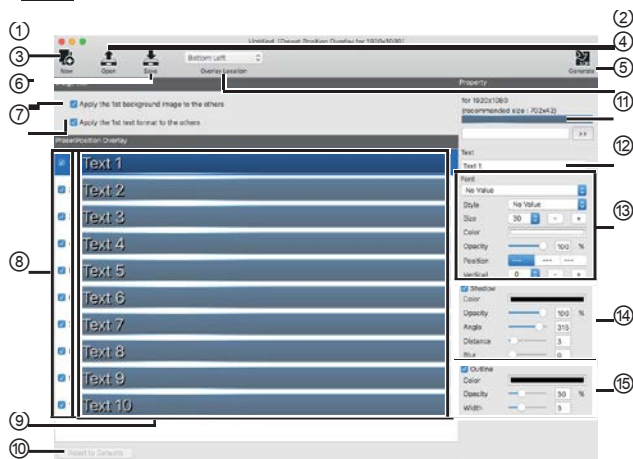 ①
②
Untitled (Preset Position Overlay for 1920x1080)
③
④
New
Open
Save
Bottom Left
Overlay Location
Generate
⑤
⑥
Property
⑦
Apply the 1st background image to the others
Apply the 1st text format to the others
for 1920x1080
(recommended size : 702x42)
⑪
>>
Preset
Position Overlay
Text
Text 1
⑫
Font
No Value
Style
No Value
Size
30
-
+
Color
Opacity
100
%
Position
---
---
---
Vertical
0
-
+
⑬
⑧
Text 1
Text 2
Text 3
Text 4
Text 5
Text 6
Text 7
Text 8
Text 9
Text 10
Shadow
Color
Opacity
100
%
Angle
315
Distance
3
Blur
0
⑭
Outline
Color
Opacity
30
%
Width
3
⑮
⑨
⑩
Reset to Defaults